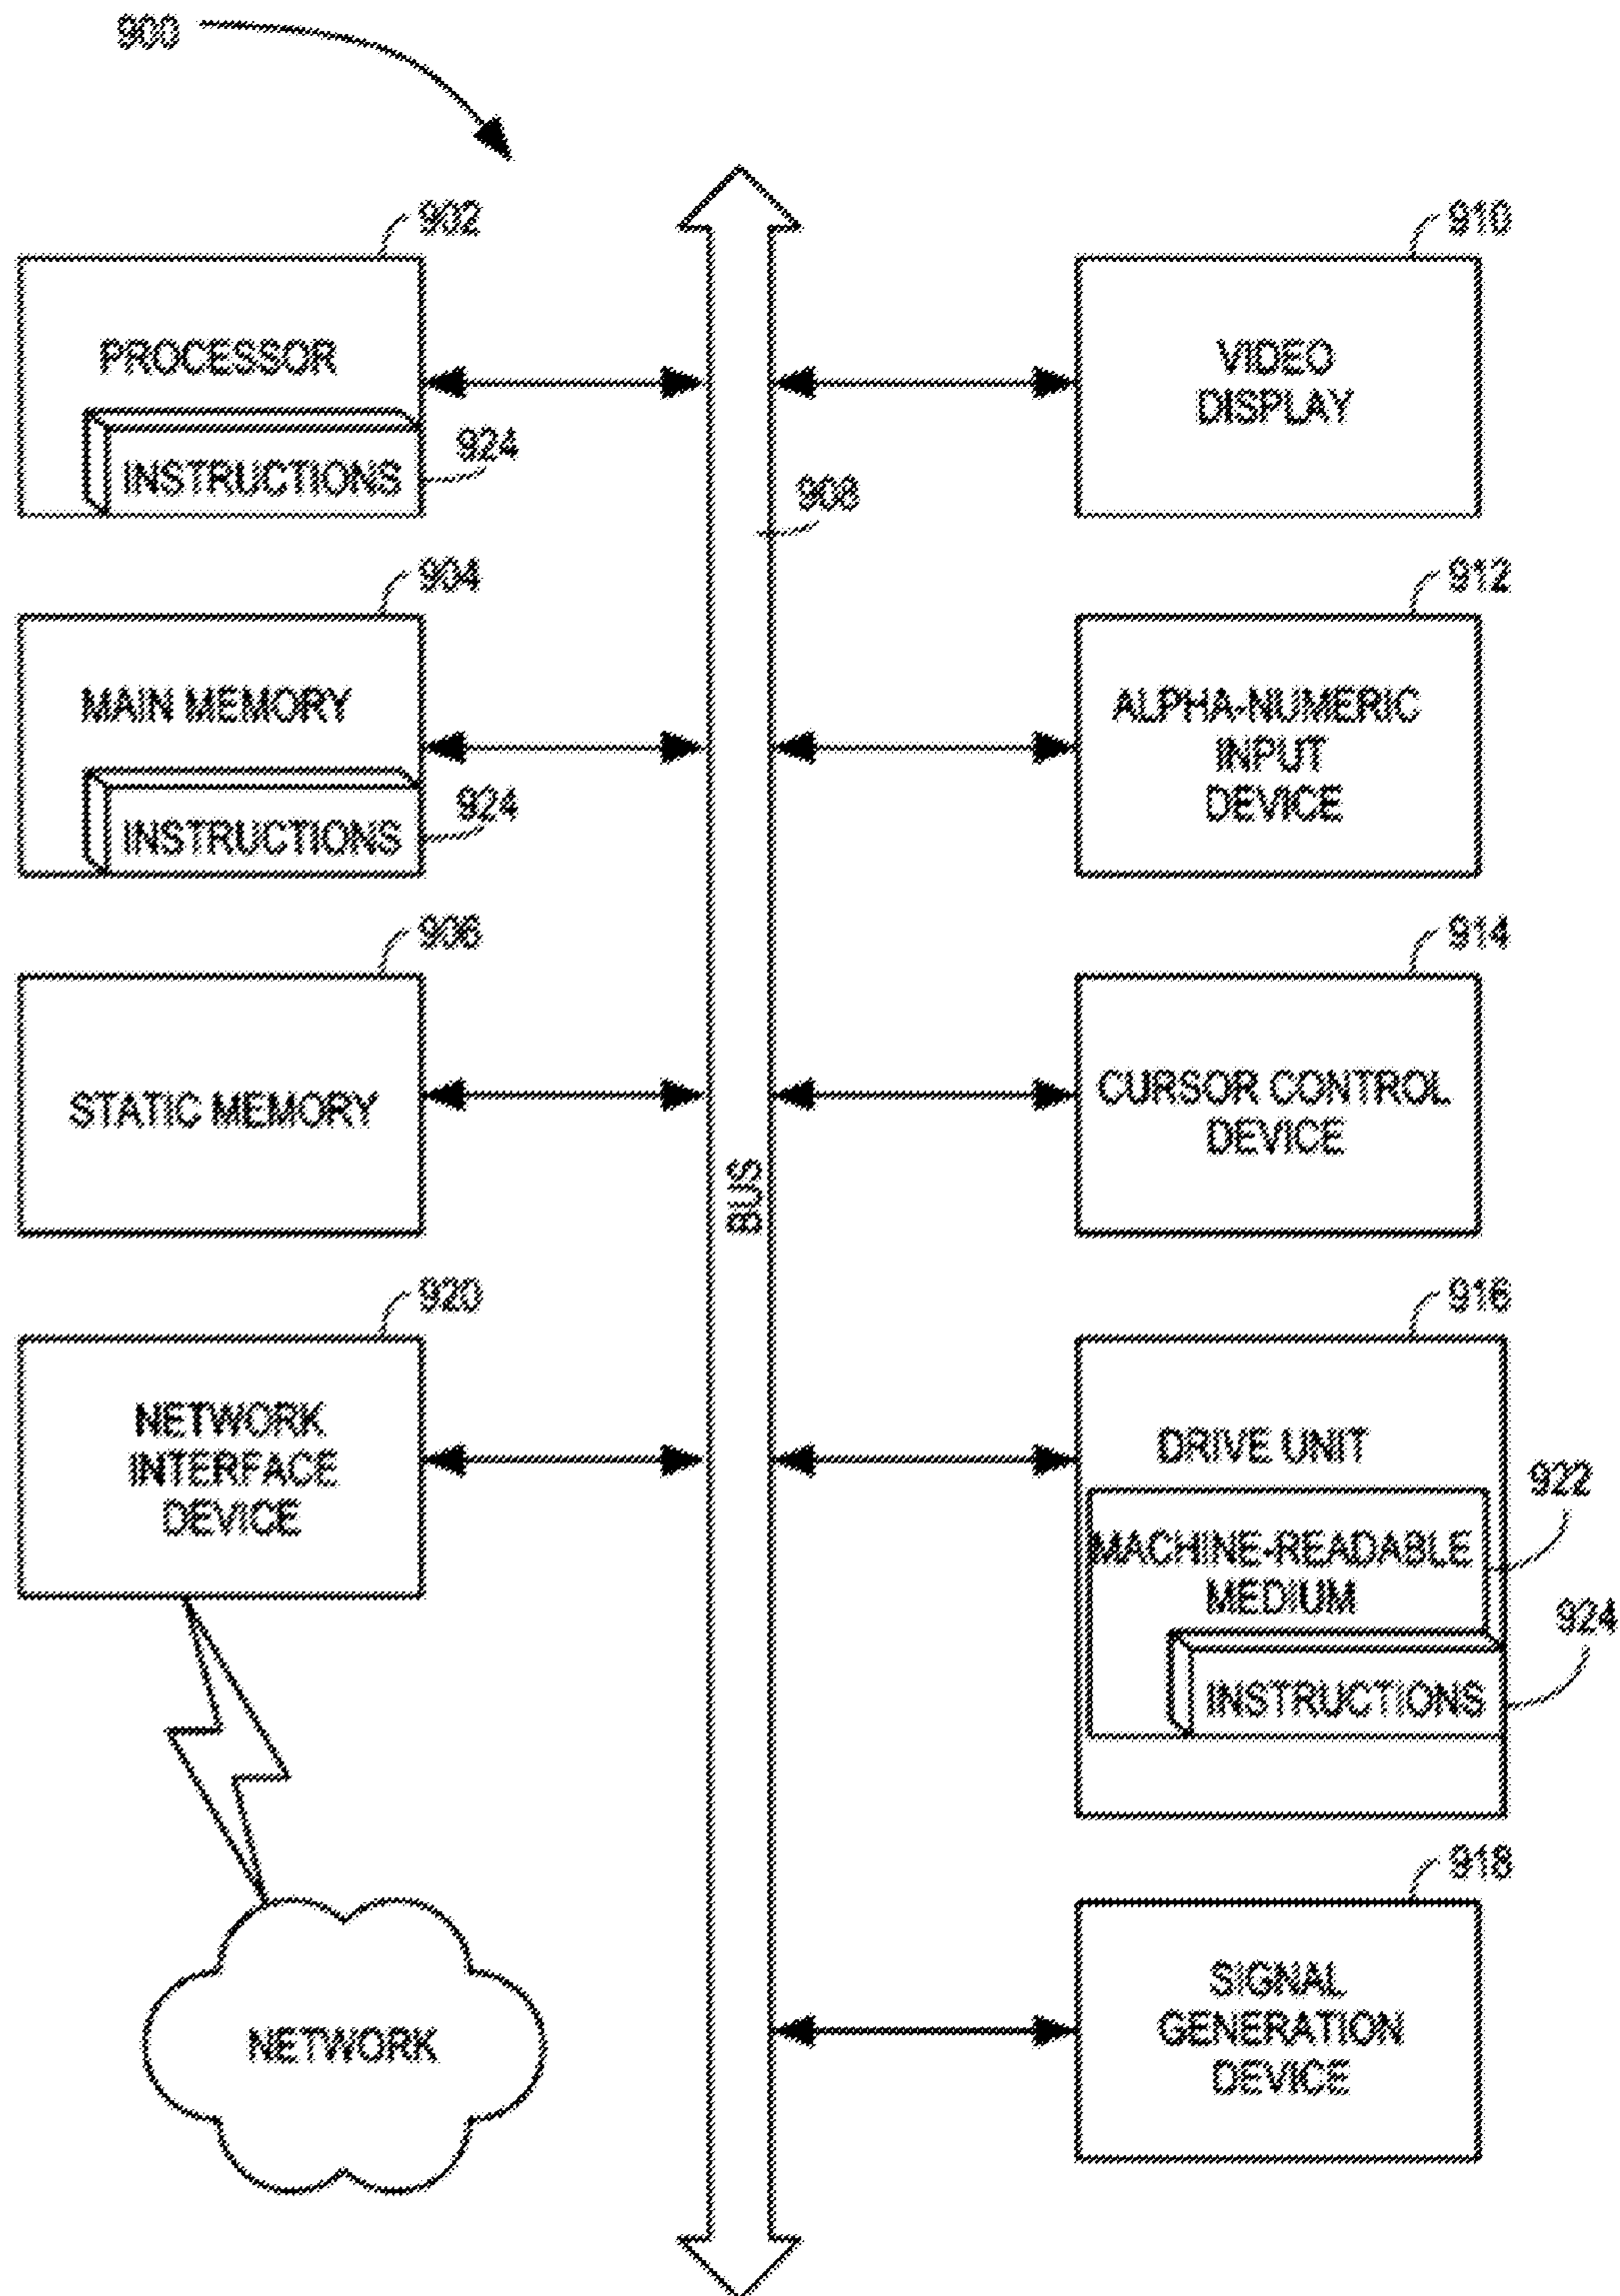 900
902
PROCESSOR
924
INSTRUCTIONS
904
MAIN MEMORY
924
INSTRUCTIONS
906
STATIC MEMORY
920
NETWORK
INTERFACE
DEVICE
NETWORK
908
BUS
910
VIDEO
DISPLAY
912
ALPHA-NUMERIC
INPUT
DEVICE
914
CURSOR CONTROL
DEVICE
916
DRIVE UNIT
922
MACHINE-READABLE
MEDIUM
924
INSTRUCTIONS
918
SIGNAL
GENERATION
DEVICE